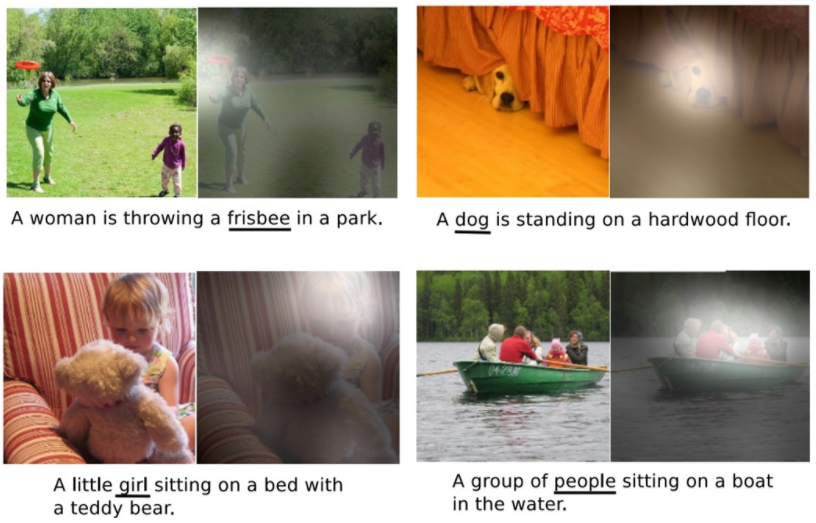 A woman is throwing a frisbee in a park.
A dog is standing on a hardwood floor.
A little girl sitting on a bed with
a teddy bear.
A group of people sitting on a boat
in the water.